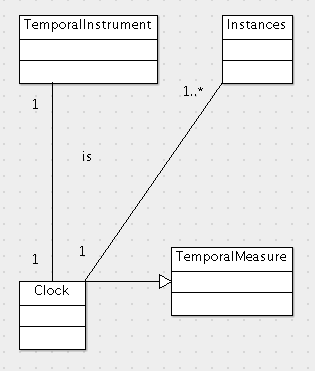 TemporalInstrument
Instances
1
1..*
is
1
1
TemporalMeasure
Clock